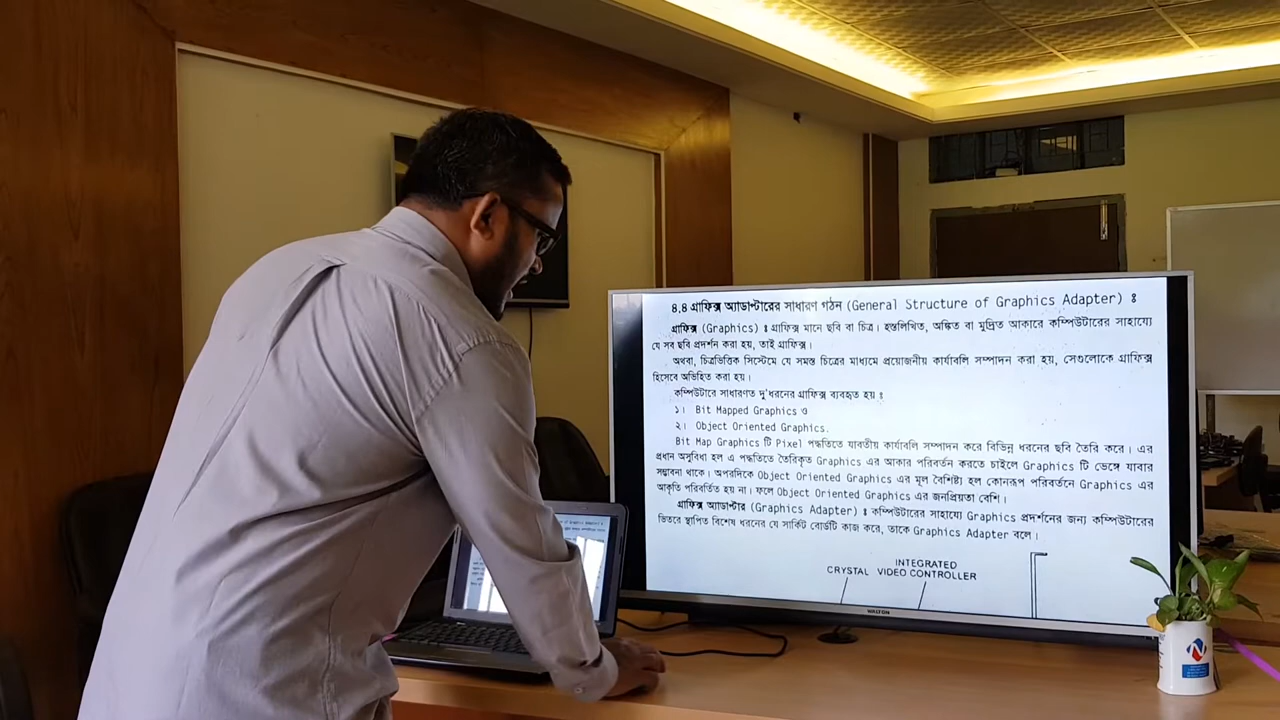 ৪.৪ গ্রাফিক্স অ্যাডাপ্টারের সাধারণ গঠন (General Structure of Graphics Adapter) ঃ
গ্রাফিক্স (Graphics) ঃ গ্রাফিক্স মানে ছবি বা চিত্র। হস্তলিখিত, অঙ্কিত বা মুদ্রিত আকারে কম্পিউটারের সাহায্যে
যে সব ছবি প্রদর্শন করা হয়, তাই গ্রাফিক্স।
অথবা, চিত্রভিত্তিক সিস্টেমে যে সমস্ত চিত্রের মাধ্যমে প্রয়োজনীয় কার্যাবলি সম্পাদন করা হয়, সেগুলোকে গ্রাফিক্স
হিসেবে অভিহিত করা হয়।
কম্পিউটারে সাধারণত দু'ধরনের গ্রাফিক্স ব্যবহৃত হয় ঃ
১। Bit Mapped Graphics ও
২। Object Oriented Graphics.
Bit Map Graphics টি Pixel পদ্ধতিতে যাবতীয় কার্যাবলি সম্পাদন করে বিভিন্ন ধরনের ছবি তৈরি করে। এর
প্রধান অসুবিধা হল এ পদ্ধতিতে তৈরিকৃত Graphics এর আকার পরিবর্তন করতে চাইলে Graphics টি ভেঙ্গে যাবার
সম্ভাবনা থাকে। অপরদিকে Object Oriented Graphics এর মূল বৈশিষ্ট্য হল কোনরূপ পরিবর্তনে Graphics এর
আকৃতি পরিবর্তিত হয় না। ফলে Object Oriented Graphics এর জনপ্রিয়তা বেশি।
গ্রাফিক্স অ্যাডাপ্টার (Graphics Adapter) ঃ কম্পিউটারের সাহায্যে Graphics প্রদর্শনের জন্য কম্পিউটারের
ভিতরে স্থাপিত বিশেষ ধরনের যে সার্কিট বোর্ডটি কাজ করে, তাকে Graphics Adapter বলে।
INTEGRATED
CRYSTAL VIDEO CONTROLLER
WALTON